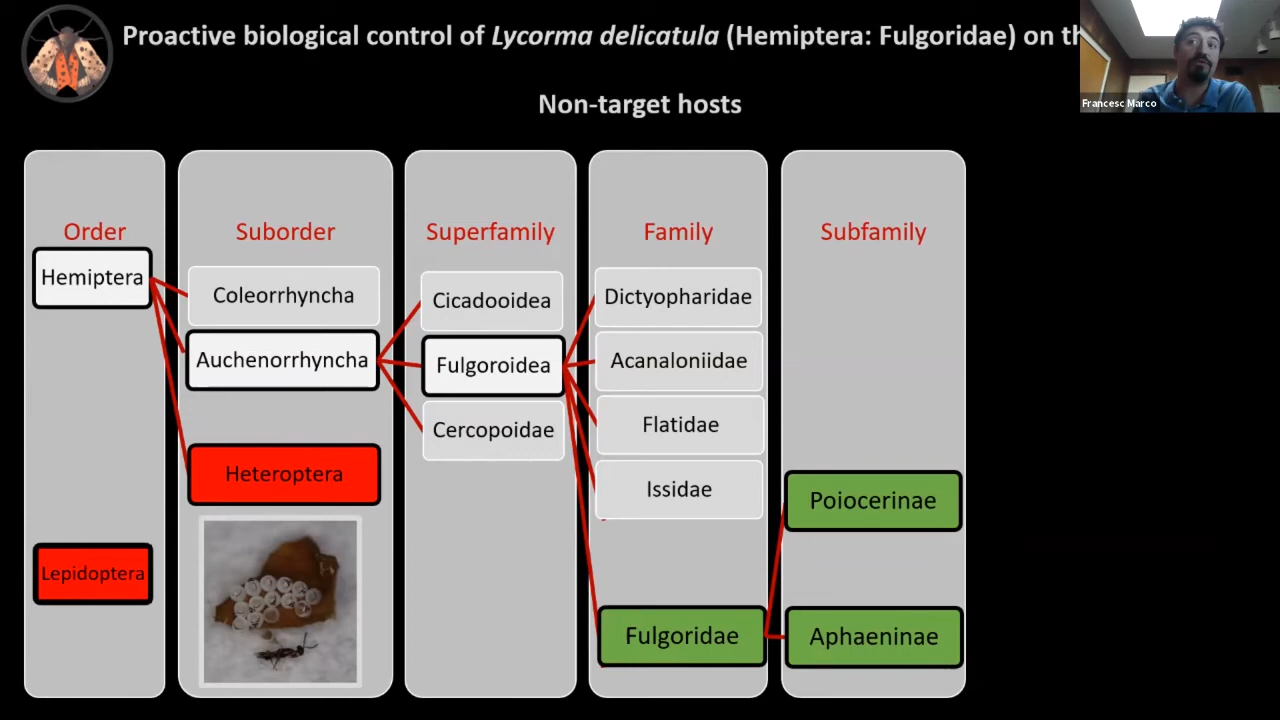 Proactive biological control of Lycorma delicatula (Hemiptera: Fulgoridae) on
Francesc Marco
Non-target hosts
Order
Suborder
Superfamily
Family
Subfamily
Hemiptera
Coleorrhyncha
Cicadooidea
Dictyopharidae
Auchenorrhyncha
Fulgoroidea
Acanaloniidae
Cercopoidae
Flatidae
Heteroptera
Issidae
Poiocerinae
Lepidoptera
Fulgoridae
Aphaeninae